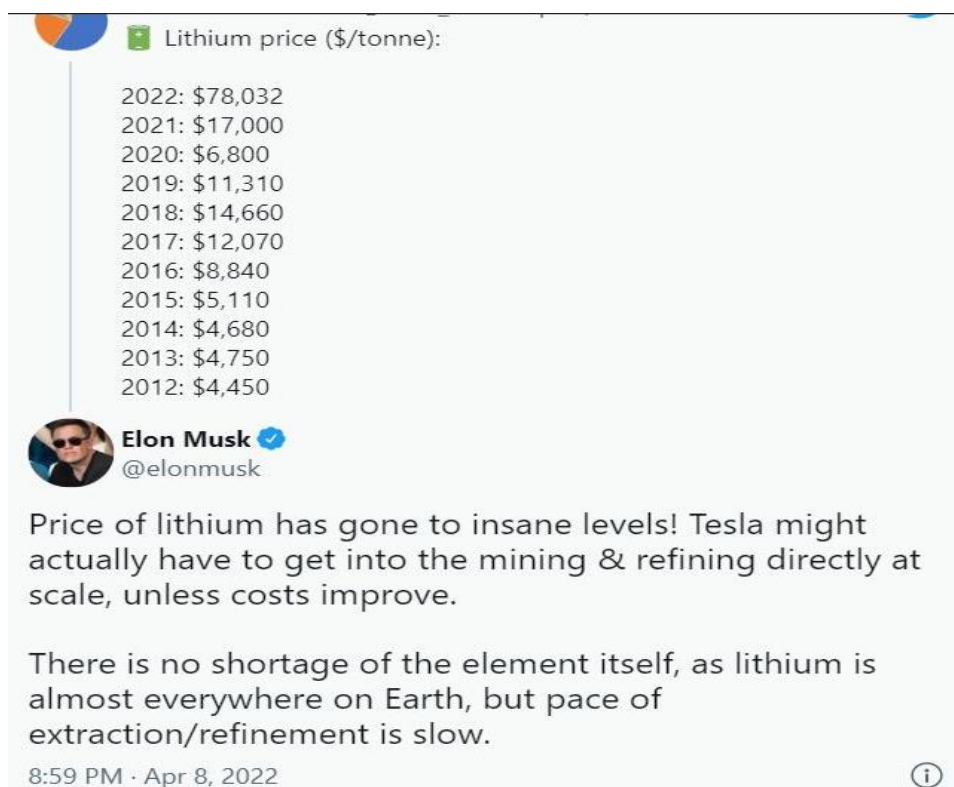 Lithium price ($/tonne):
2022: $78,032
2021: $17,000
2020: $6,800
2019: $11,310
2018: $14,660
2017: $12,070
2016: $8,840
2015: $5,110
2014: $4,680
2013: $4,750
2012: $4,450
Elon Musk
@elonmusk
Price of lithium has gone to insane levels! Tesla might
actually have to get into the mining & refining directly at
scale, unless costs improve.
There is no shortage of the element itself, as lithium is
almost everywhere on Earth, but pace of
extraction/refinement is slow.
8:59 PM · Apr 8, 2022